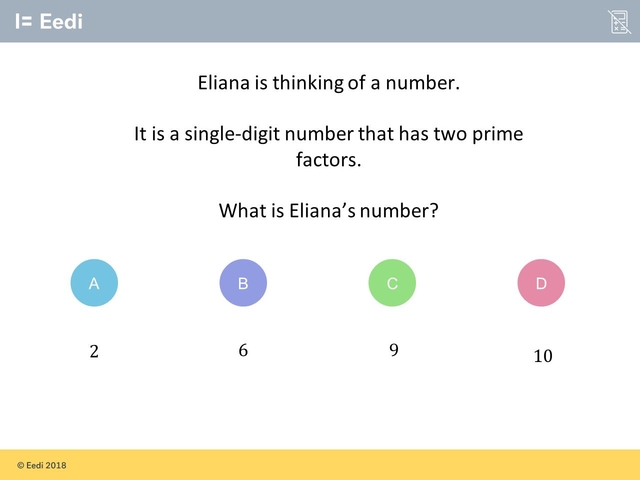 I= Eedi
Eliana is thinking of a number.
It is a single-digit number that has two prime
factors.
What is Eliana’s number?
A B C D
2 6 9 10
© Eedi 2018